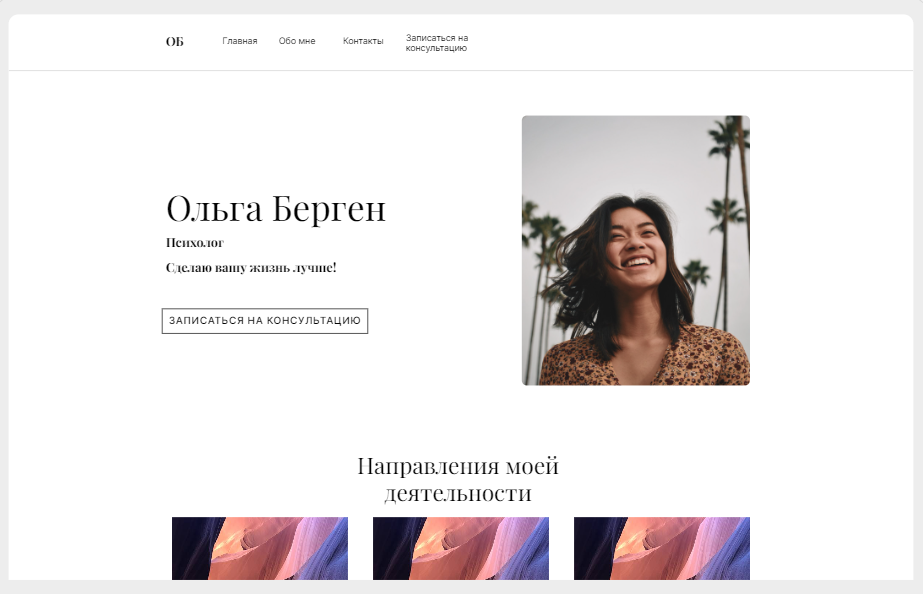 ОБ Главная Обо мне Контакты Записаться на
консультацию
Ольга Берген
Психолог
Сделаю вашу жизнь лучше!
ЗАПИСАТЬСЯ НА КОНСУЛЬТАЦИЮ
Направления моей
деятельности